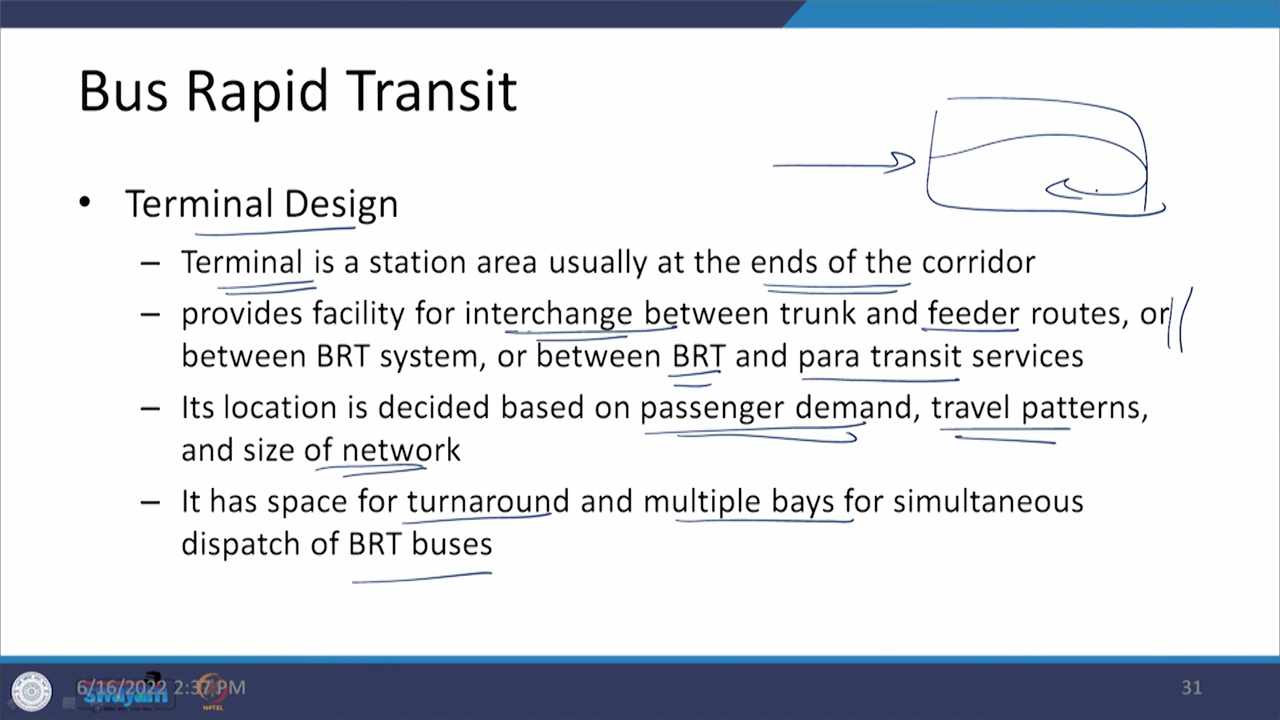 Bus Rapid Transit
• Terminal Design
– Terminal is a station area usually at the ends of the corridor
– provides facility for interchange between trunk and feeder routes, or
between BRT system, or between BRT and para transit services
– Its location is decided based on passenger demand, travel patterns,
and size of network
– It has space for turnaround and multiple bays for simultaneous
dispatch of BRT buses
6/16/2022 2:37 PM
swayam
NPTEL
31